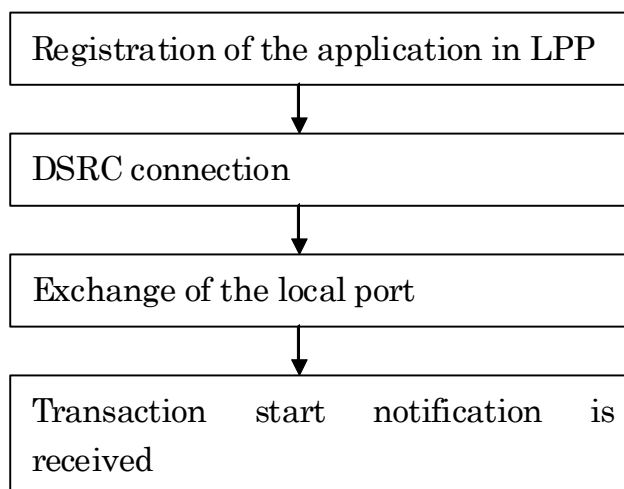 Registration of the application in LPP
DSRC connection
Exchange of the local port
Transaction start notification is
received